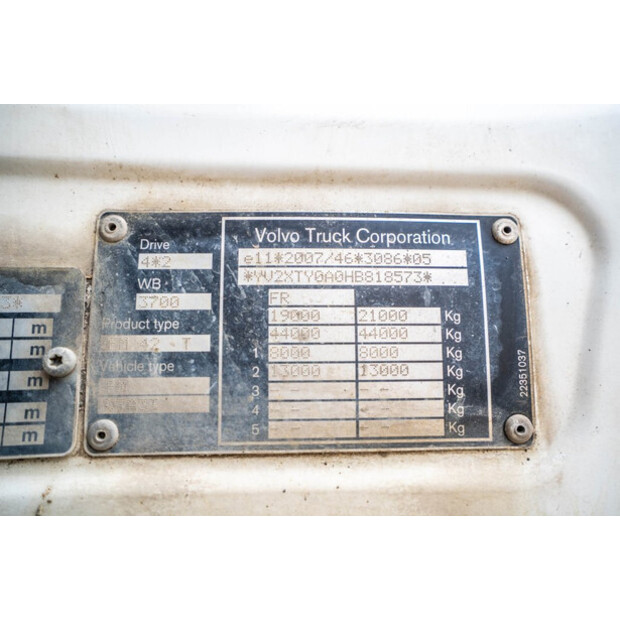 3*
m
m
m
m
m
Drive
4*2
WB
3700
Product type
42 T
Vehicle type
Volvo Truck Corporation
e11*2007/46*3086*05
*YV2XTY0A0HB818573*
FR
19000 21000 Kg
44000 44000 Kg
1 8000 8000 Kg
2 13000 13000 Kg
3 - - - - Kg
4 - - - - Kg
5 - - - - Kg
22351037